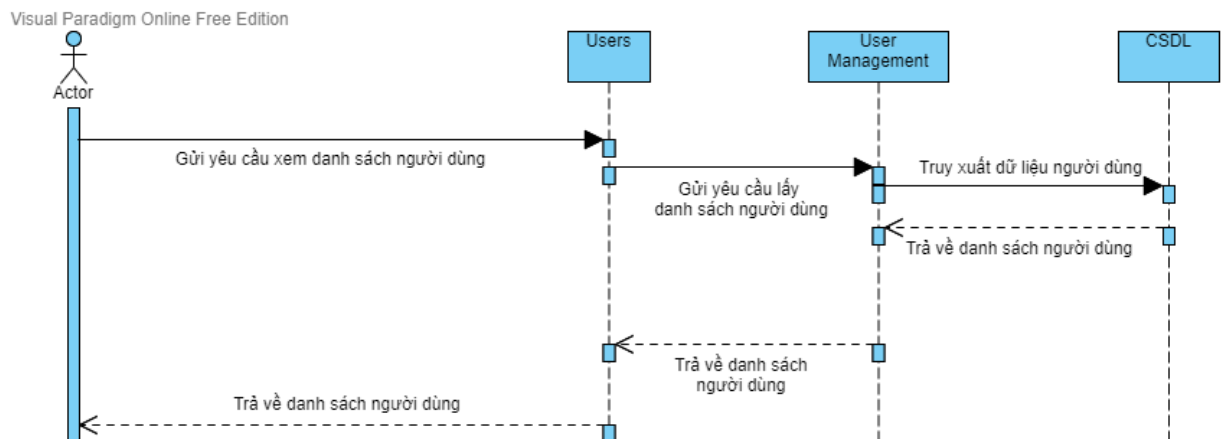 Visual Paradigm Online Free Edition
Actor
Users
User
Management
CSDL
Gửi yêu cầu xem danh sách người dùng
Gửi yêu cầu lấy
danh sách người dùng
Truy xuất dữ liệu người dùng
Trả về danh sách người dùng
Trả về danh sách
người dùng
Trả về danh sách người dùng